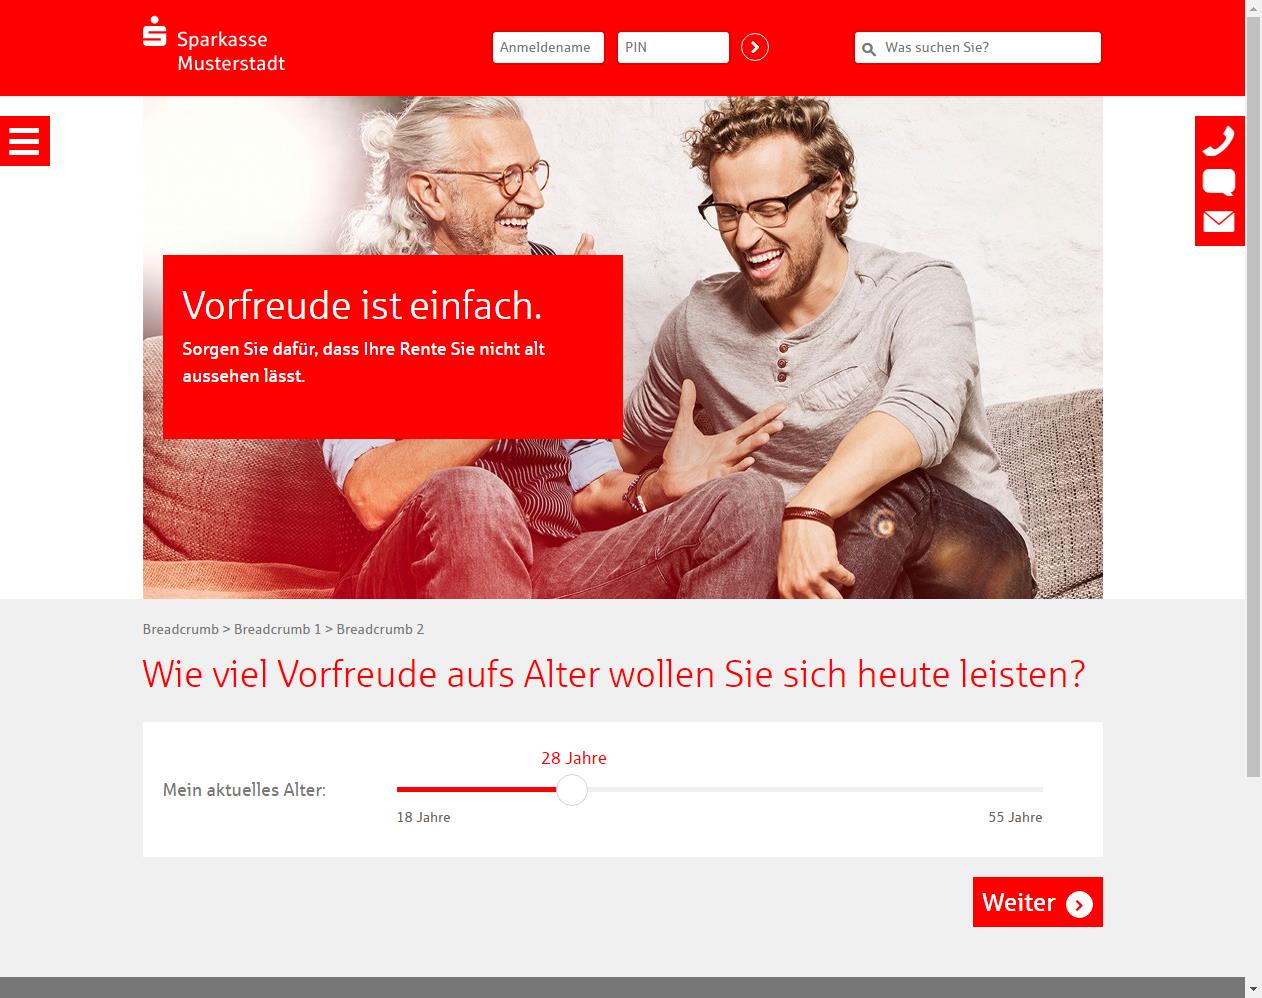 Sparkasse
Musterstadt
Anmeldename
PIN
Was suchen Sie?
Vorfreude ist einfach.
Sorgen Sie dafür, dass Ihre Rente Sie nicht alt
aussehen lässt.
Breadcrumb > Breadcrumb 1 > Breadcrumb 2
Wie viel Vorfreude aufs Alter wollen Sie sich heute leisten?
28 Jahre
Mein aktuelles Alter:
18 Jahre
55 Jahre
Weiter